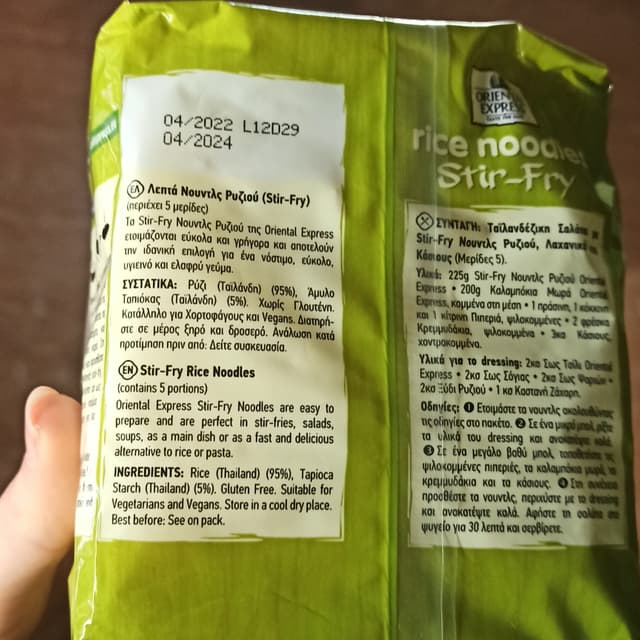 04/2022 L12D29
04/2024
ΕΛ Λεπτά Νουντλς Ρυζιού (Stir-Fry)
(περιέχει 5 μερίδες)
Τα Stir-Fry Νουντλς Ρυζιού της Oriental Express
ετοιμάζονται εύκολα και γρήγορα και αποτελούν
την ιδανική επιλογή για ένα νόστιμο, εύκολο,
υγιεινό και ελαφρύ γεύμα.
ΣΥΣΤΑΤΙΚΑ: Ρύζι (Ταϊλάνδη) (95%), Άμυλο
Ταπιόκας (Ταϊλάνδη) (5%). Χωρίς Γλουτένη.
Κατάλληλο για Χορτοφάγους και Vegans. Διατηρή-
στε σε μέρος ξηρό και δροσερό. Ανάλωση κατά
προτίμηση πριν από: Δείτε συσκευασία.
EN Stir-Fry Rice Noodles
(contains 5 portions)
Oriental Express Stir-Fry Noodles are easy to
prepare and are perfect in stir-fries, salads,
soups, as a main dish or as a fast and delicious
alternative to rice or pasta.
INGREDIENTS: Rice (Thailand) (95%), Tapioca
Starch (Thailand) (5%). Gluten Free. Suitable for
Vegetarians and Vegans. Store in a cool dry place.
Best before: See on pack.
ORIENTAL
EXPRESS
rice noodles
Stir-Fry
ΣΥΝΤΑΓΗ: Ταϊλανδέζικη Σαλάτα με
Stir-Fry Νουντλς Ρυζιού, Λαχανικά και
Κάσιους (Μερίδες 5).
Υλικά: 225g Stir-Fry Νουντλς Ρυζιού Oriental
Express • 200g Καλαμπόκια Μωρά Oriental
Express, κομμένα στη μέση • 1 πράσινη, 1 κόκκινη
και 1 κίτρινη Πιπεριά, ψιλοκομμένες • 2 φρέσκα
Κρεμμυδάκια, ψιλοκομμένα • 3κσ Κάσιους,
χοντροκομμένα.
Υλικά για το dressing: 2κσ Σως Τσίλι Oriental
Express • 2κσ Σως Σόγιας • 2κσ Σως Ψαριών •
2κσ Ξύδι Ρυζιού • 1 κσ Καστανή Ζάχαρη.
Οδηγίες: 1 Ετοιμάστε τα νουντλς ακολουθώντας
τις οδηγίες στο πακέτο. 2 Σε ένα μικρό μπολ, ρίξτε
τα υλικά του dressing και ανακατέψτε καλά.
3 Σε ένα μεγάλο βαθύ μπολ, τοποθετήστε τις
ψιλοκομμένες πιπεριές, τα καλαμπόκια μωρά, τα
κρεμμυδάκια και τα κάσιους. 4 Στη συνέχεια
προσθέστε τα νουντλς, περιχύστε με το dressing
και ανακατέψτε καλά. Αφήστε τη σαλάτα στο
ψυγείο για 30 λεπτά και σερβίρετε.